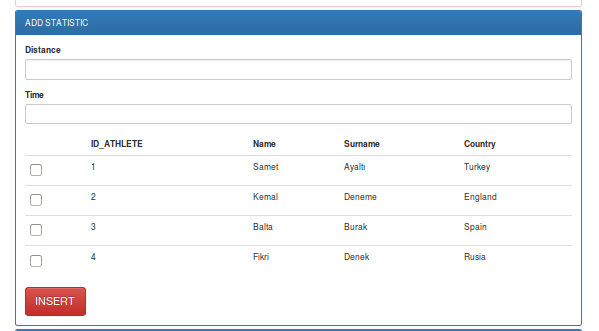 ADD STATISTIC
Distance
Time
ID_ATHLETE Name Surname Country
1 Samet Ayaltı Turkey
2 Kemal Deneme England
3 Balta Burak Spain
4 Fikri Denek Rusia
INSERT